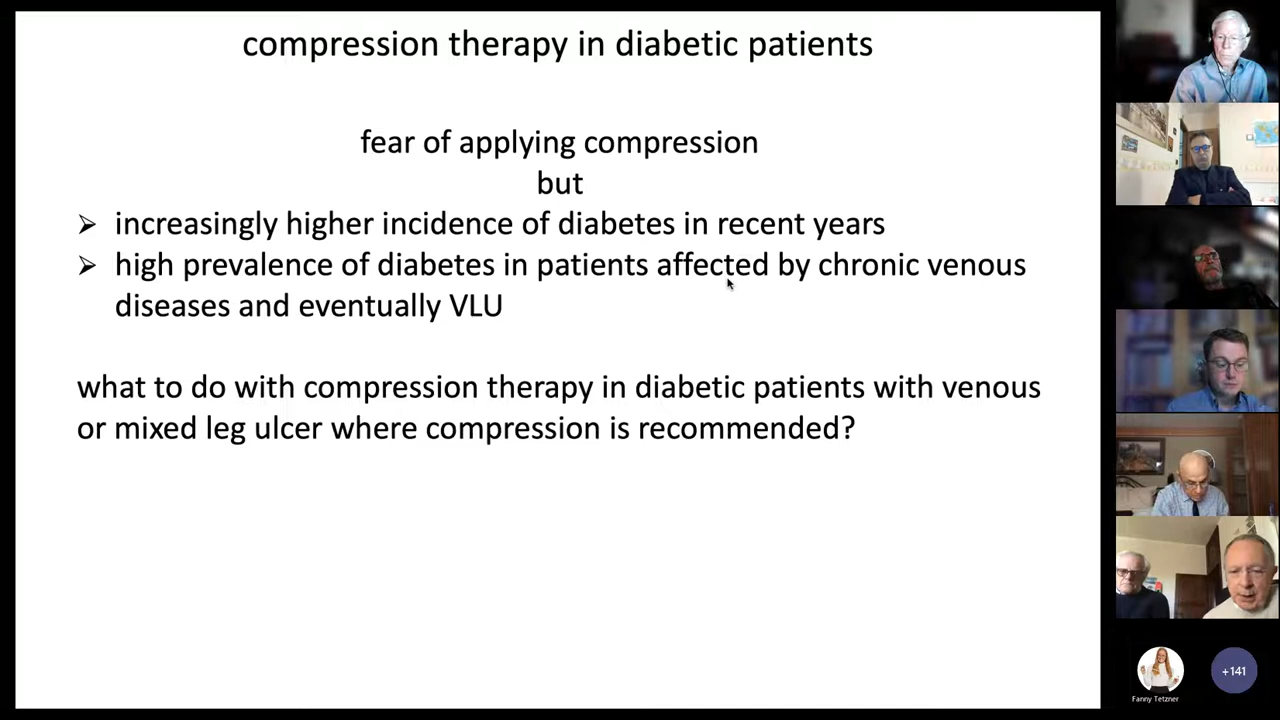 compression therapy in diabetic patients
fear of applying compression
but
➢ increasingly higher incidence of diabetes in recent years
➢ high prevalence of diabetes in patients affected by chronic venous
diseases and eventually VLU
what to do with compression therapy in diabetic patients with venous
or mixed leg ulcer where compression is recommended?
+141
Fanny Tetzner